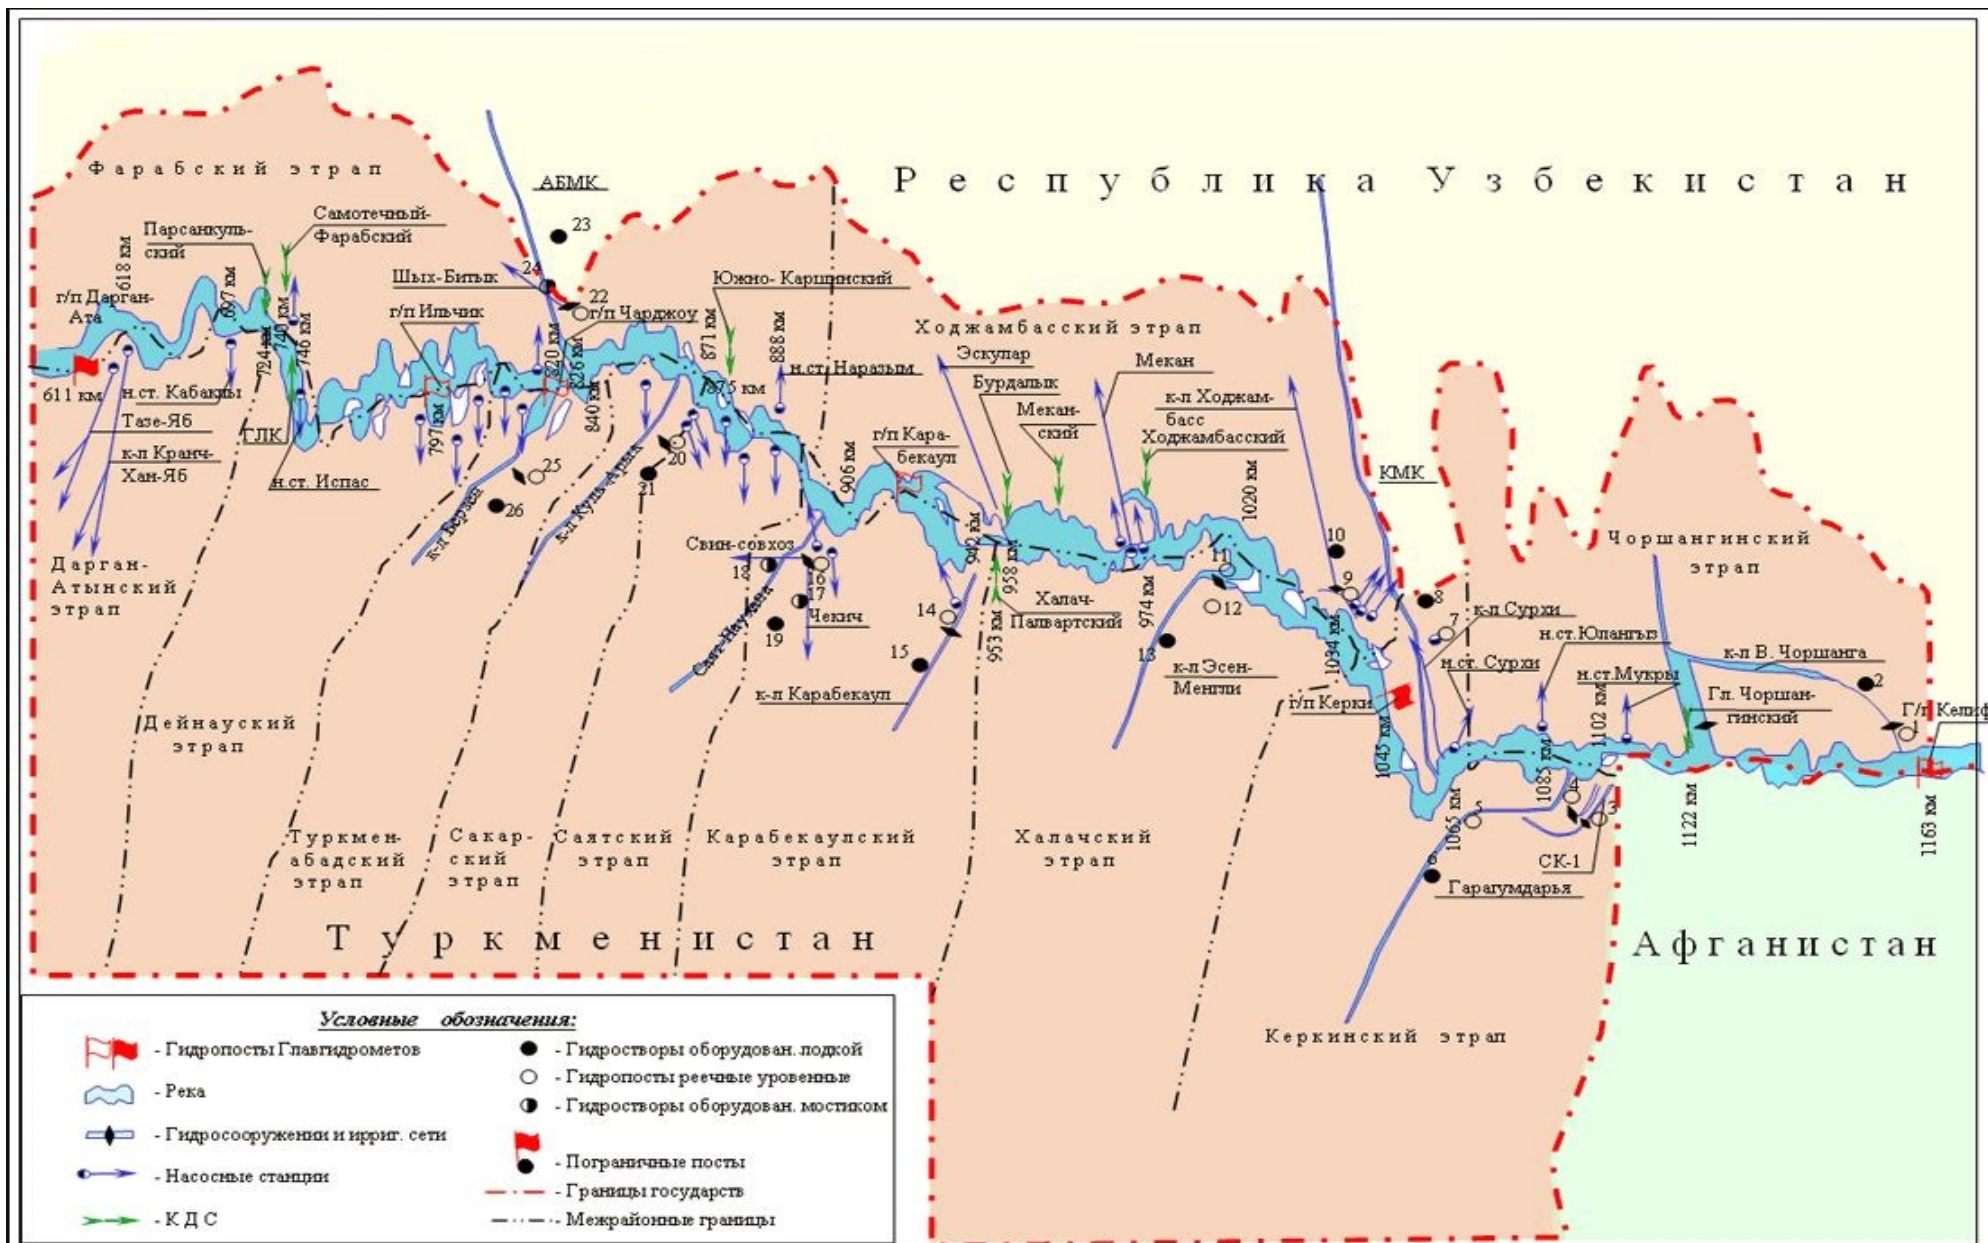 Республика Узбекистан
Фарабский этрап
АБМК
23
Самотечный-
Фарабский
Парсанкуль-
ский
618 км
697 км
г/п Дарган-
Ата
611 км
724 км
740 км
746 км
Шых-Битык
24
22
г/п Ильчик
г/п Чарджоу
820 км
826 км
840 км
797 км
Южно- Каршинский
871 км
875 км
888 км
н.ст. Наразым
н.ст. Кабаклы
Тазе-Яб
к-л Кранч-
Хан-Яб
ГЛК
н.ст. Испас
Ходжамбасский этрап
Эскулар
Бурдалык
Мекан-
ский
Мекан
к-л Ходжам-
басс
Ходжамбасский
КМК
г/п Кара-
бекаул
906 км
942 км
958 км
953 км
974 км
1020 км
1034 км
1045 км
1065 км
1085 км
1102 км
1122 км
1163 км
25
26
к-л Берзен
к-л Куль-Арык
20
21
Свин-совхоз
18
16
17
19
Чекич
Саят-
14
15
к-л Карабекаул
Халач-
Палвартский
11
12
13
к-л Эсен-
Менгли
10
9
8
7
к-л Сурхи
н.ст. Сурхи
г/п Керки
н.ст.Юлангыз
н.ст.Мукры
Чоршангинский
этрап
к-л В. Чоршанга
Гл. Чоршан-
гинский
2
1
Г/п Келиф
4
3
5
6
СК-1
Гарагумдарья
Дарган-
Атынский
этрап
Дейнауский
этрап
Туркмен-
абадский
этрап
Сакар-
ский
этрап
Саятский
этрап
Карабекаулский
этрап
Халачский
этрап
Керкинский этрап
Туркменистан
Афганистан
Условные обозначения:
- Гидропосты Главгидрометов
- Река
- Гидросооружении и ирриг. сети
- Насосные станции
- К Д С
- Гидростворы оборудован. лодкой
- Гидропосты реечные уровенные
- Гидростворы оборудован. мостиком
- Пограничные посты
- Границы государств
- Межрайонные границы